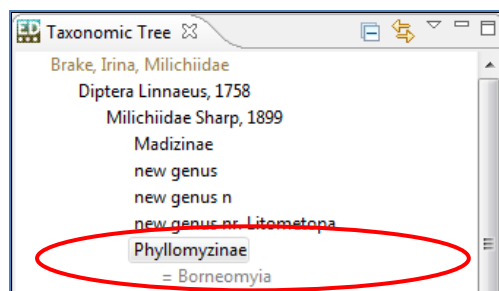 ED Taxonomic Tree
Brake, Irina, Milichiidae
Diptera Linnaeus, 1758
Milichiidae Sharp, 1899
Madizinae
new genus
new genus n
new genus nr. Litometopa
Phyllomyzinae
= Borneomyia